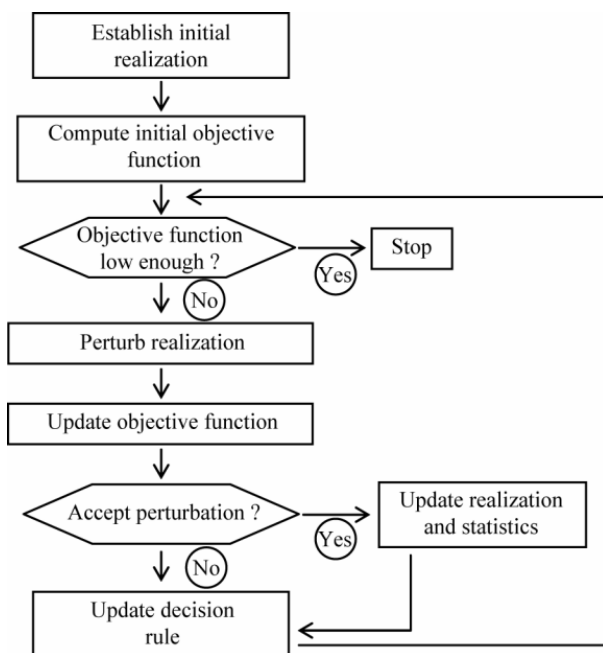 Establish initial
realization
Compute initial objective
function
Objective function
low enough ?
Yes
Stop
No
Perturb realization
Update objective function
Accept perturbation ?
Yes
Update realization
and statistics
No
Update decision
rule